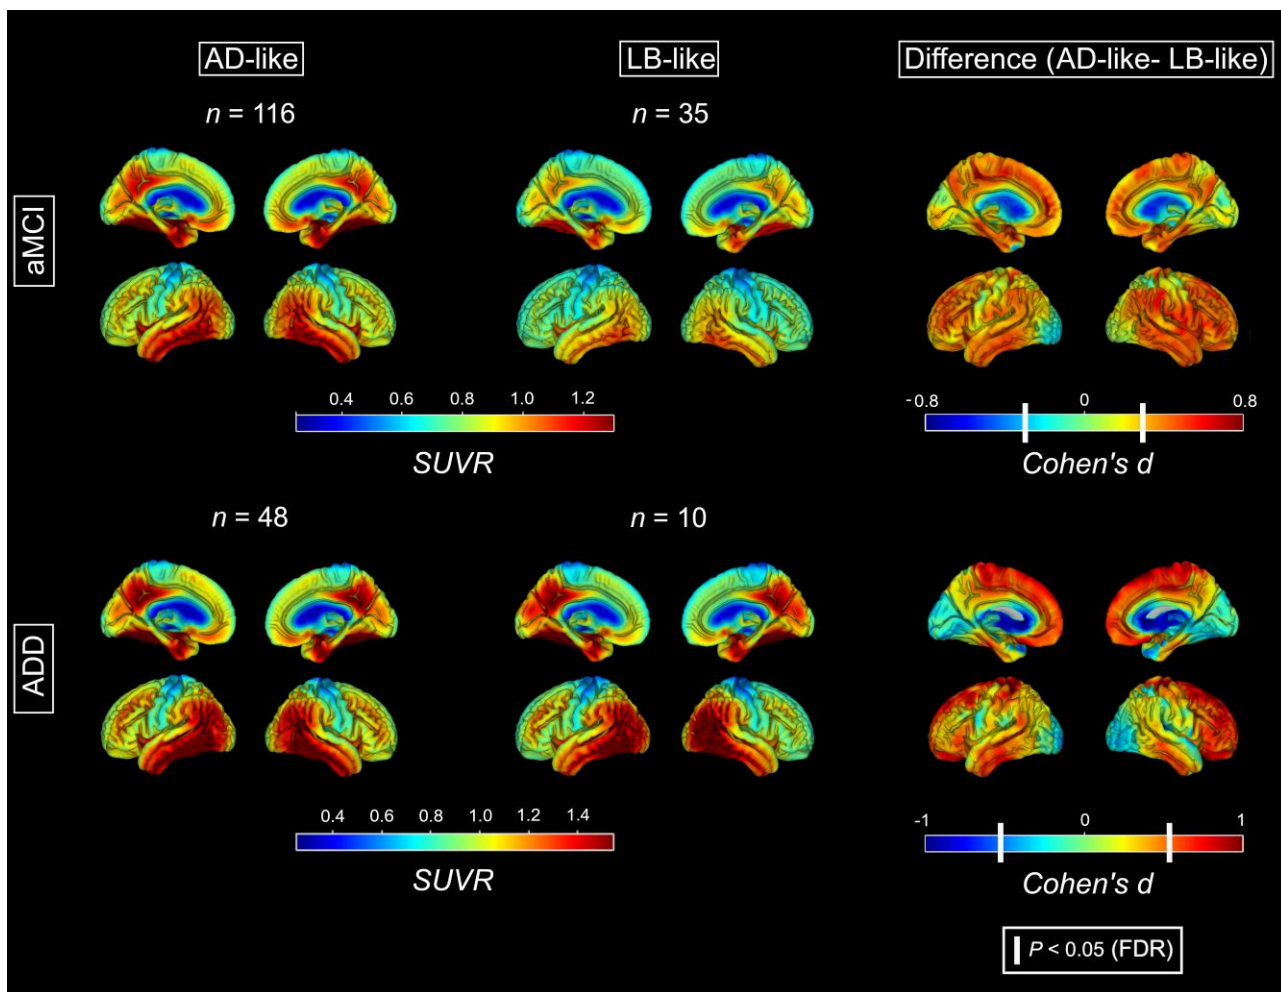 AD-like
LB-like
Difference (AD-like- LB-like)
n = 116
n = 35
aMCI
0.4 0.6 0.8 1.0 1.2
SUVR
-0.8 0 0.8
Cohen's d
n = 48
n = 10
ADD
0.4 0.6 0.8 1.0 1.2 1.4
SUVR
-1 0 1
Cohen's d
P < 0.05 (FDR)